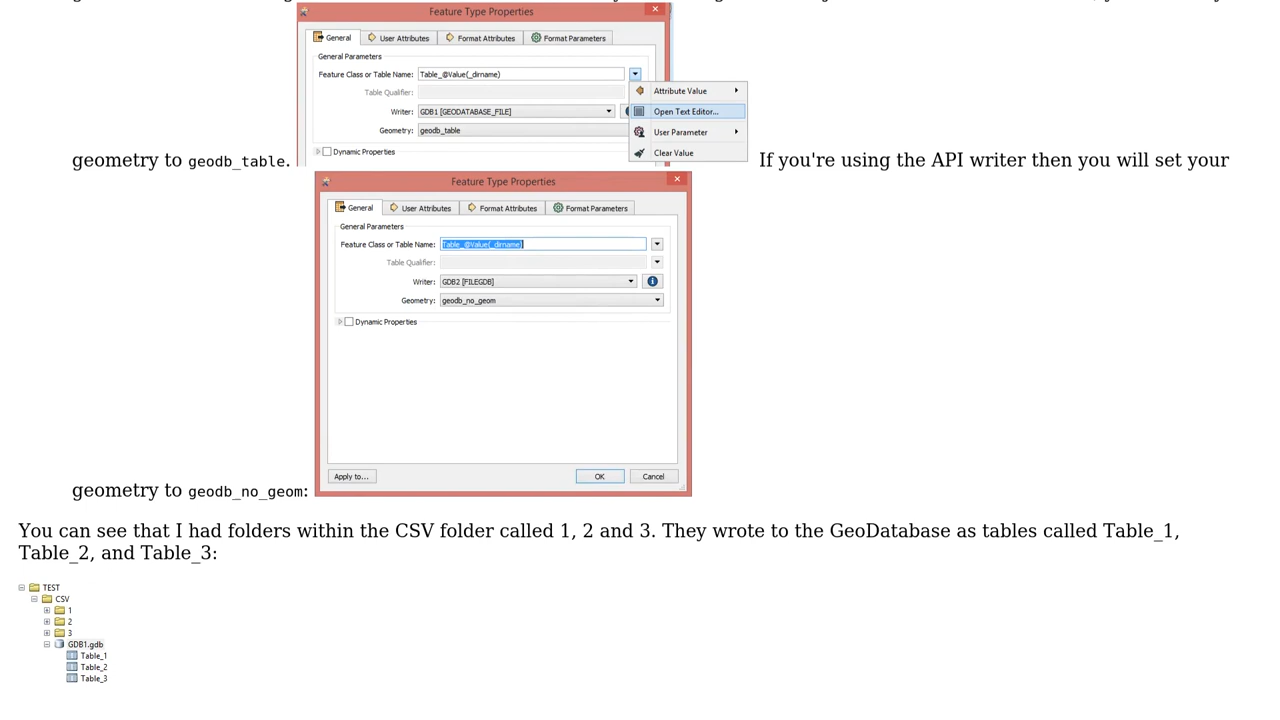 Feature Type Properties
General
User Attributes
Format Attributes
Format Parameters
General Parameters
Feature Class or Table Name: Table_@Value(_dirname)
Attribute Value
Table Qualifier:
Writer: GDB1 [GEODATABASE_FILE]
Open Text Editor...
Geometry: geodb_table
User Parameter
Dynamic Properties
Clear Value
geometry to geodb_table. If you're using the API writer then you will set your
Feature Type Properties
General
User Attributes
Format Attributes
Format Parameters
General Parameters
Feature Class or Table Name: Table_@Value(_dirname)
Table Qualifier:
Writer: GDB2 [FILEGDB]
Geometry: geodb_no_geom
Dynamic Properties
Apply to... OK Cancel
geometry to geodb_no_geom:
You can see that I had folders within the CSV folder called 1, 2 and 3. They wrote to the GeoDatabase as tables called Table_1,
Table_2, and Table_3:
TEST
CSV
1
2
3
GDB1.gdb
Table_1
Table_2
Table_3